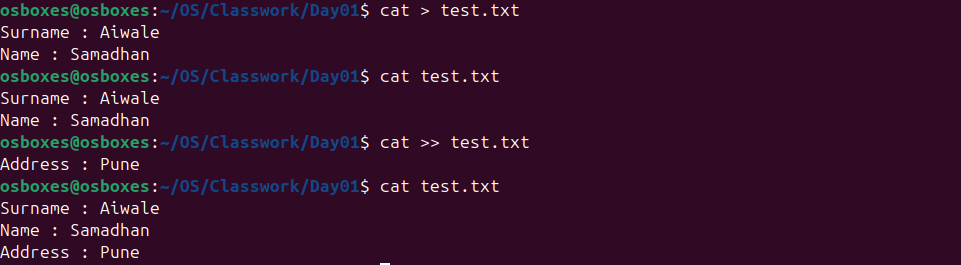 osboxes@osboxes:~/OS/Classwork/Day01$ cat > test.txt
Surname : Aiwale
Name : Samadhan
osboxes@osboxes:~/OS/Classwork/Day01$ cat test.txt
Surname : Aiwale
Name : Samadhan
osboxes@osboxes:~/OS/Classwork/Day01$ cat >> test.txt
Address : Pune
osboxes@osboxes:~/OS/Classwork/Day01$ cat test.txt
Surname : Aiwale
Name : Samadhan
Address : Pune